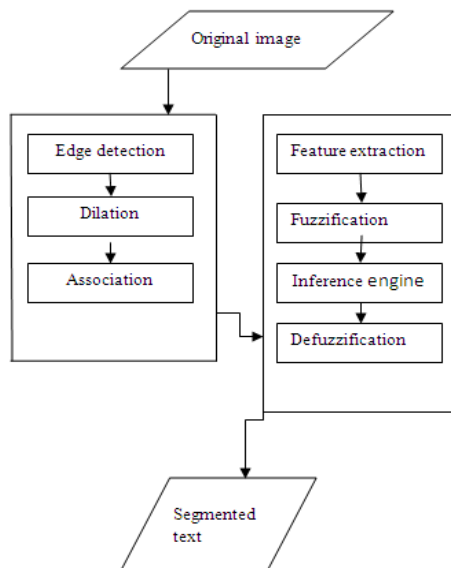 Original image
Edge detection
Dilation
Association
Feature extraction
Fuzzification
Inference engine
Defuzzification
Segmented
text